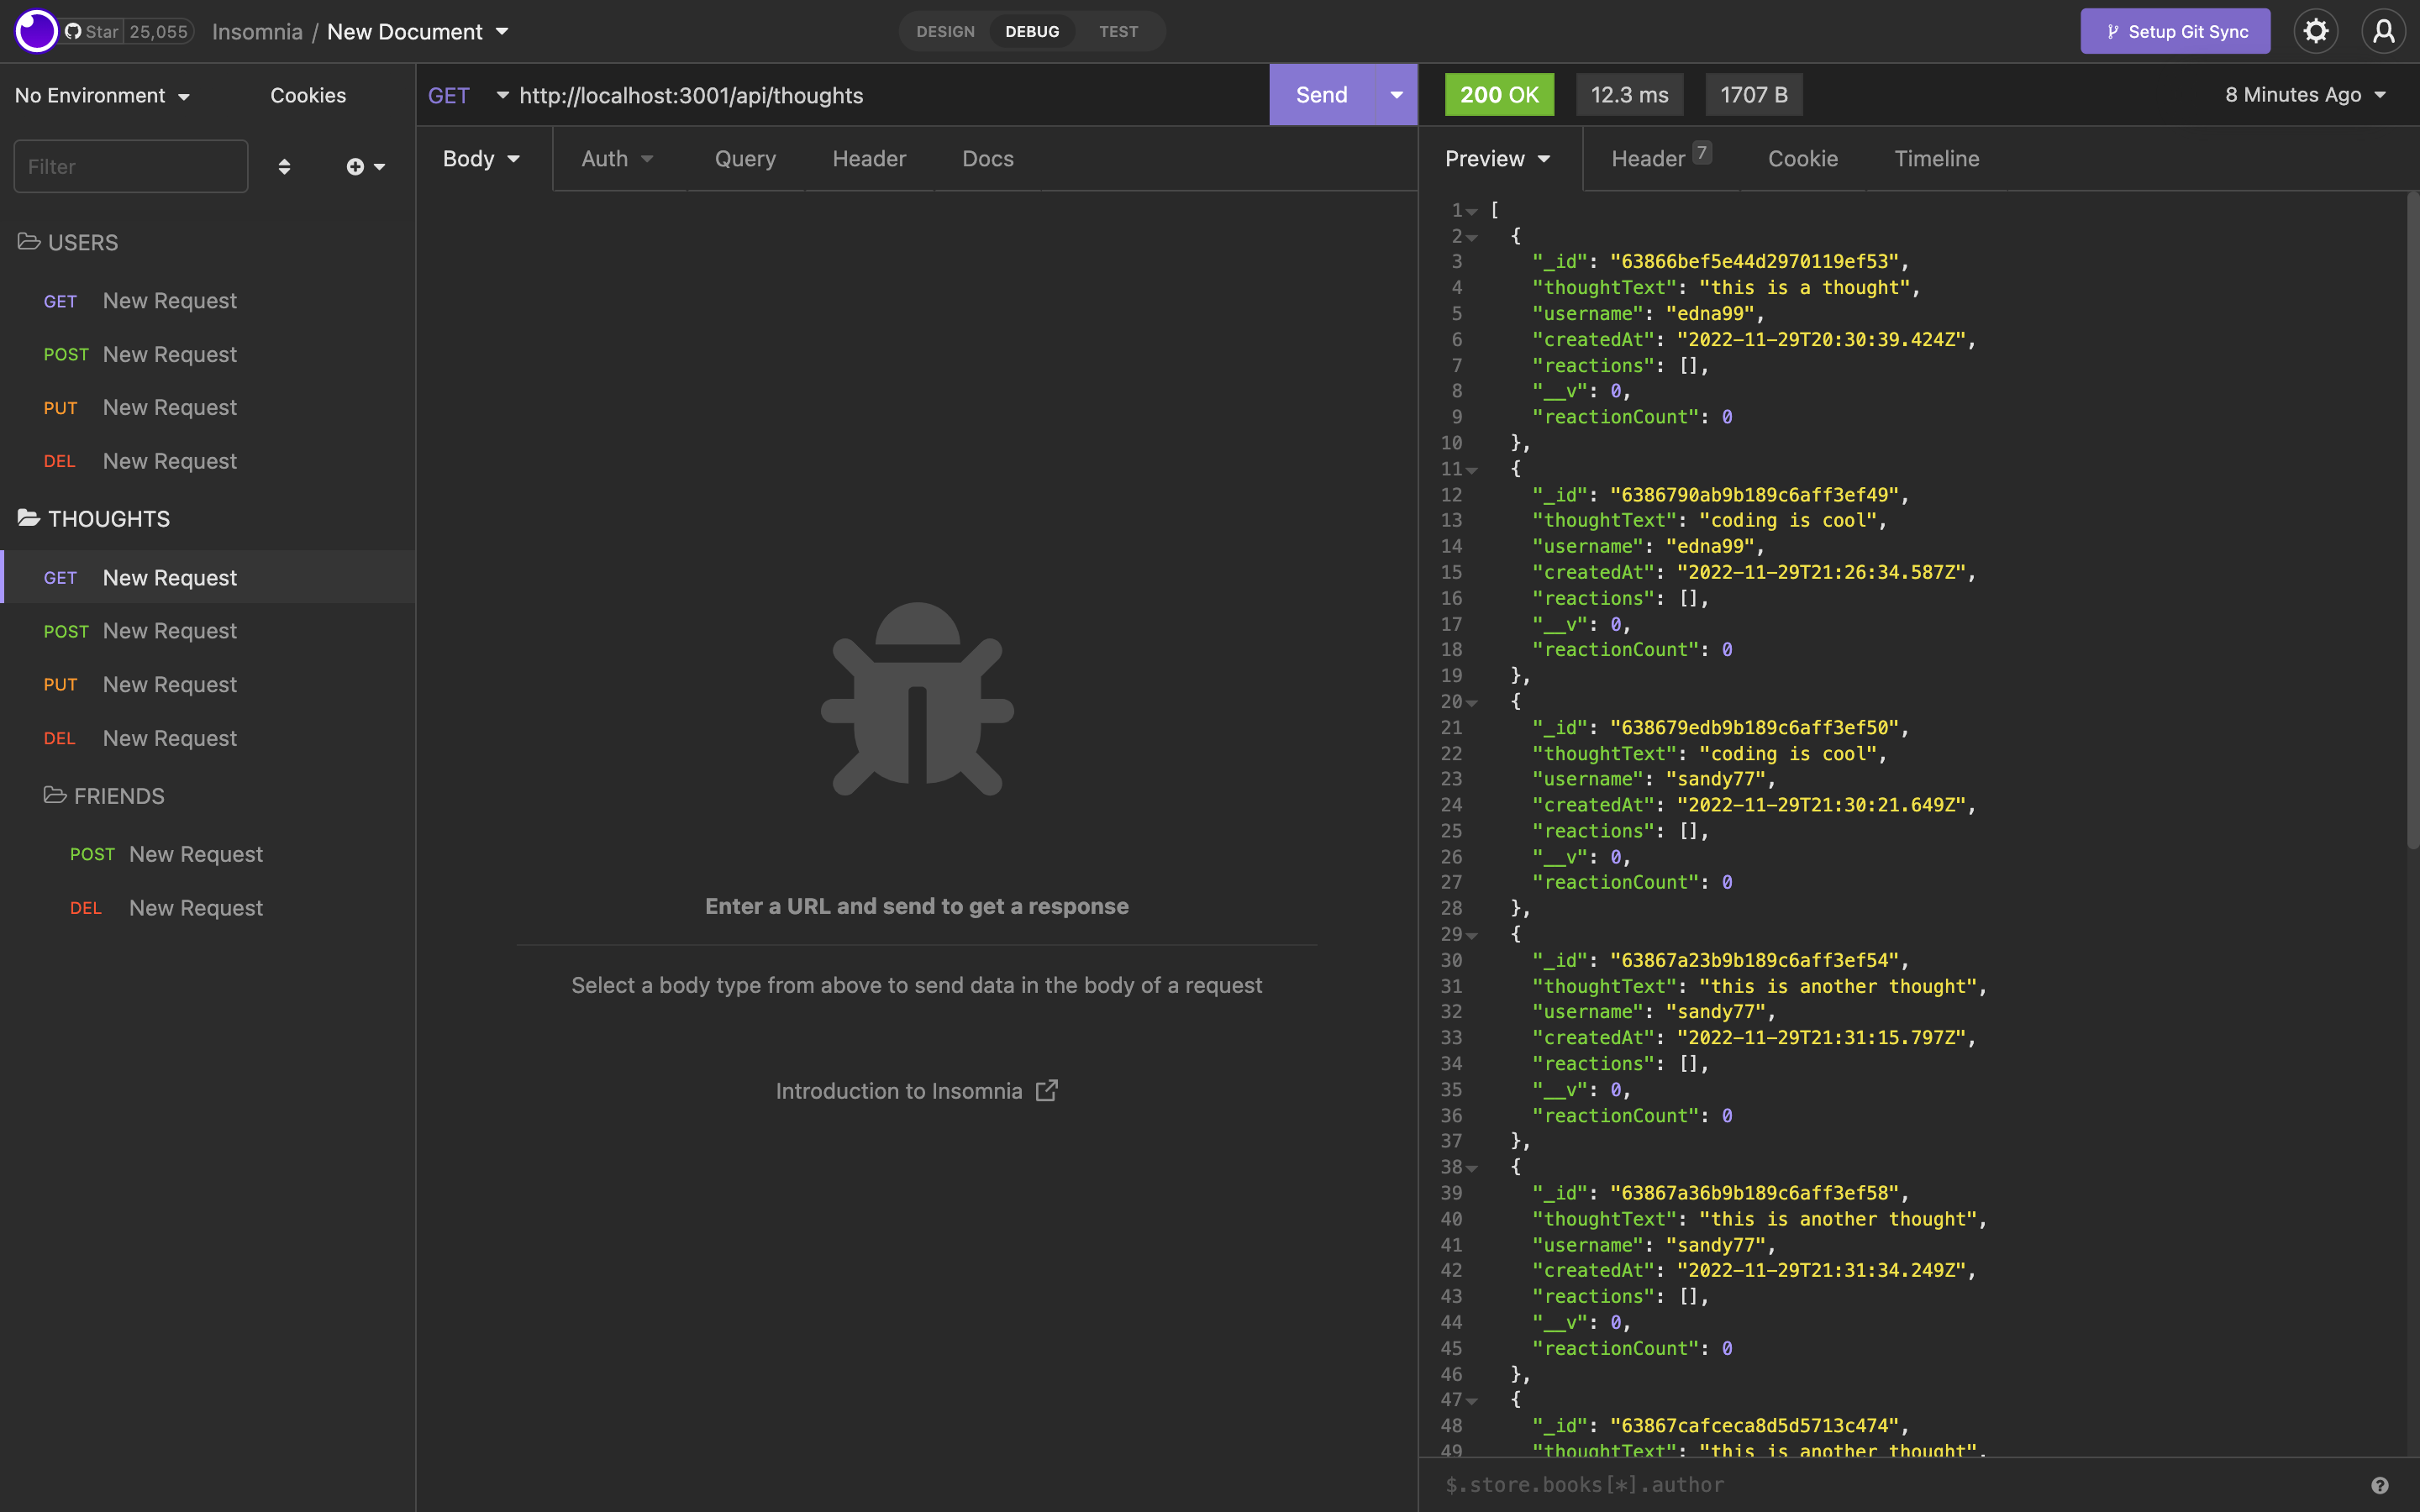 Star 25,055 Insomnia / New Document DESIGN DEBUG TEST Setup Git Sync
No Environment Cookies
Filter
USERS
GET New Request
POST New Request
PUT New Request
DEL New Request
THOUGHTS
GET New Request
POST New Request
PUT New Request
DEL New Request
FRIENDS
POST New Request
DEL New Request
GET http://localhost:3001/api/thoughts Send
Body Auth Query Header Docs
Enter a URL and send to get a response
Select a body type from above to send data in the body of a request
Introduction to Insomnia
200 OK 12.3 ms 1707 B 8 Minutes Ago
Preview Header 7 Cookie Timeline
1 [
2 {
3 "_id": "63866bef5e44d2970119ef53",
4 "thoughtText": "this is a thought",
5 "username": "edna99",
6 "createdAt": "2022-11-29T20:30:39.424Z",
7 "reactions": [],
8 "__v": 0,
9 "reactionCount": 0
10 },
11 {
12 "_id": "6386790ab9b189c6aff3ef49",
13 "thoughtText": "coding is cool",
14 "username": "edna99",
15 "createdAt": "2022-11-29T21:26:34.587Z",
16 "reactions": [],
17 "__v": 0,
18 "reactionCount": 0
19 },
20 {
21 "_id": "638679edb9b189c6aff3ef50",
22 "thoughtText": "coding is cool",
23 "username": "sandy77",
24 "createdAt": "2022-11-29T21:30:21.649Z",
25 "reactions": [],
26 "__v": 0,
27 "reactionCount": 0
28 },
29 {
30 "_id": "63867a23b9b189c6aff3ef54",
31 "thoughtText": "this is another thought",
32 "username": "sandy77",
33 "createdAt": "2022-11-29T21:31:15.797Z",
34 "reactions": [],
35 "__v": 0,
36 "reactionCount": 0
37 },
38 {
39 "_id": "63867a36b9b189c6aff3ef58",
40 "thoughtText": "this is another thought",
41 "username": "sandy77",
42 "createdAt": "2022-11-29T21:31:34.249Z",
43 "reactions": [],
44 "__v": 0,
45 "reactionCount": 0
46 },
47 {
48 "_id": "63867cafceca8d5d5713c474",
49 "thoughtText": "this is another thought",
$.store.books[*].author